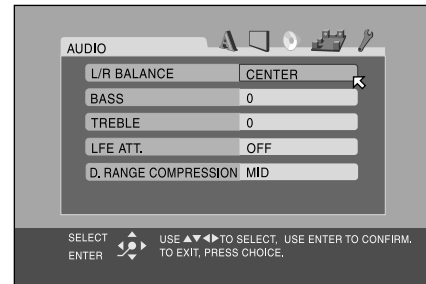 AUDIO
L/R BALANCE CENTER
BASS 0
TREBLE 0
LFE ATT. OFF
D. RANGE COMPRESSION MID
SELECT
ENTER
USE ▲▼◀▶TO SELECT, USE ENTER TO CONFIRM.
TO EXIT, PRESS CHOICE.